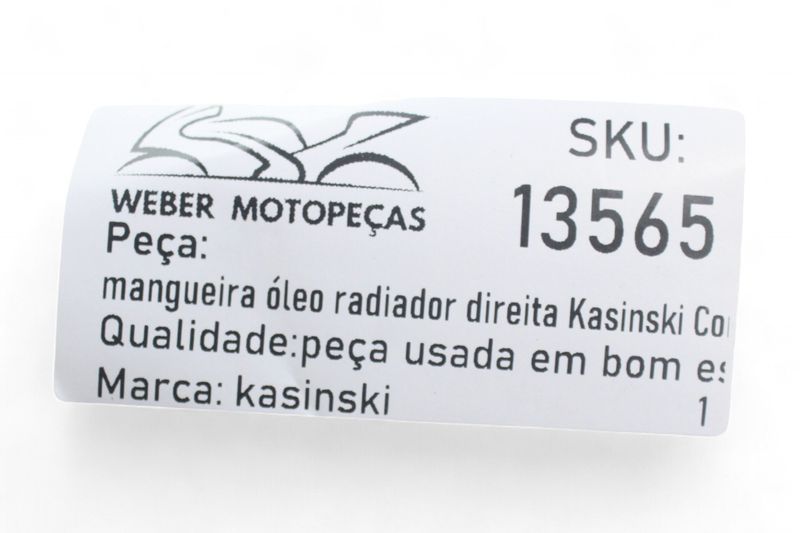 WEBER MOTOPEÇAS
SKU:
13565
Peça:
mangueira óleo radiador direita Kasinski
Qualidade:peça usada em bom
Marca: kasinski
1